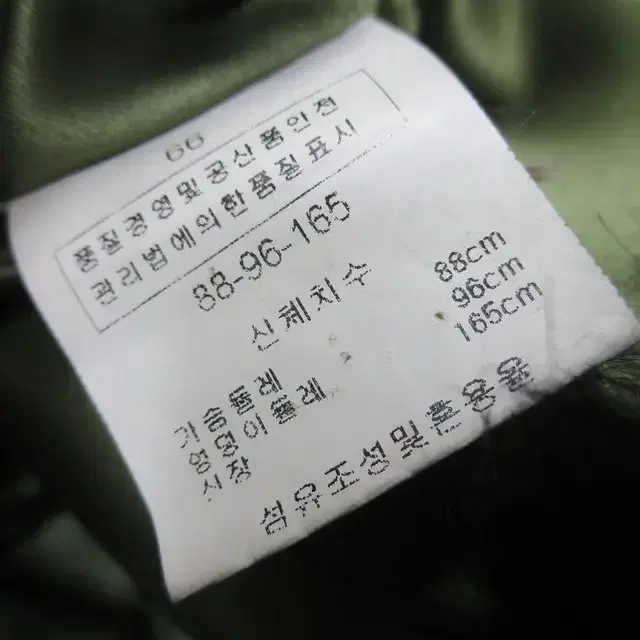 66
품질경영및공산품안전
관리법에의한품질표시
88-96-165
신체치수
가슴둘레 88cm
엉덩이둘레 96cm
신장 165cm
섬유조성및혼용율